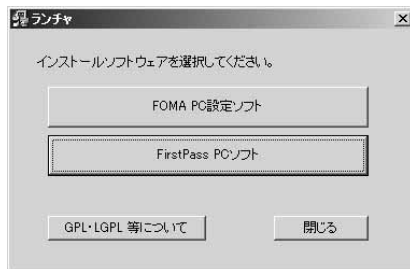 ランチャ
インストールソフトウェアを選択してください。
FOMA PC設定ソフト
FirstPass PCソフト
GPL・LGPL 等について
閉じる